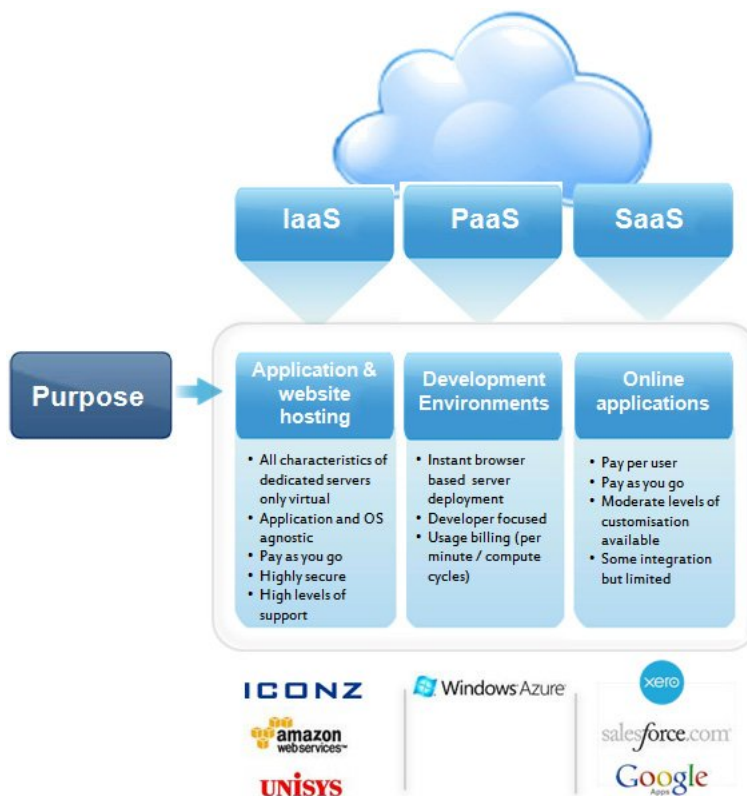 IaaS
PaaS
SaaS
Purpose
Application &
website
hosting
• All characteristics of
dedicated servers
only virtual
• Application and OS
agnostic
• Pay as you go
• Highly secure
• High levels of
support
Development
Environments
• Instant browser
based server
deployment
• Developer focused
• Usage billing (per
minute / compute
cycles)
Online
applications
• Pay per user
• Pay as you go
• Moderate levels of
customisation
available
• Some integration
but limited
ICONZ
amazon
webservices™
UNiSYS
Windows Azure
xero
salesforce.com
Google
Apps